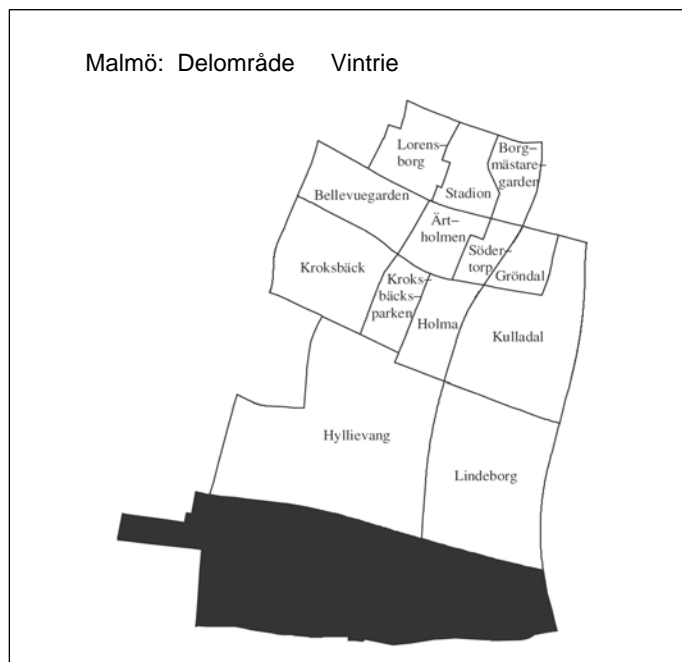 Malmö: Delområde Vintrie
Lorens–
borg
Borg–
mästare–
garden
Stadion
Bellevuegarden
Ärt–
holmen
Söder–
torp
Gröndal
Kroksbäck
Kroks–
bäcks–
parken
Holma
Kulladal
Hyllievang
Lindeborg